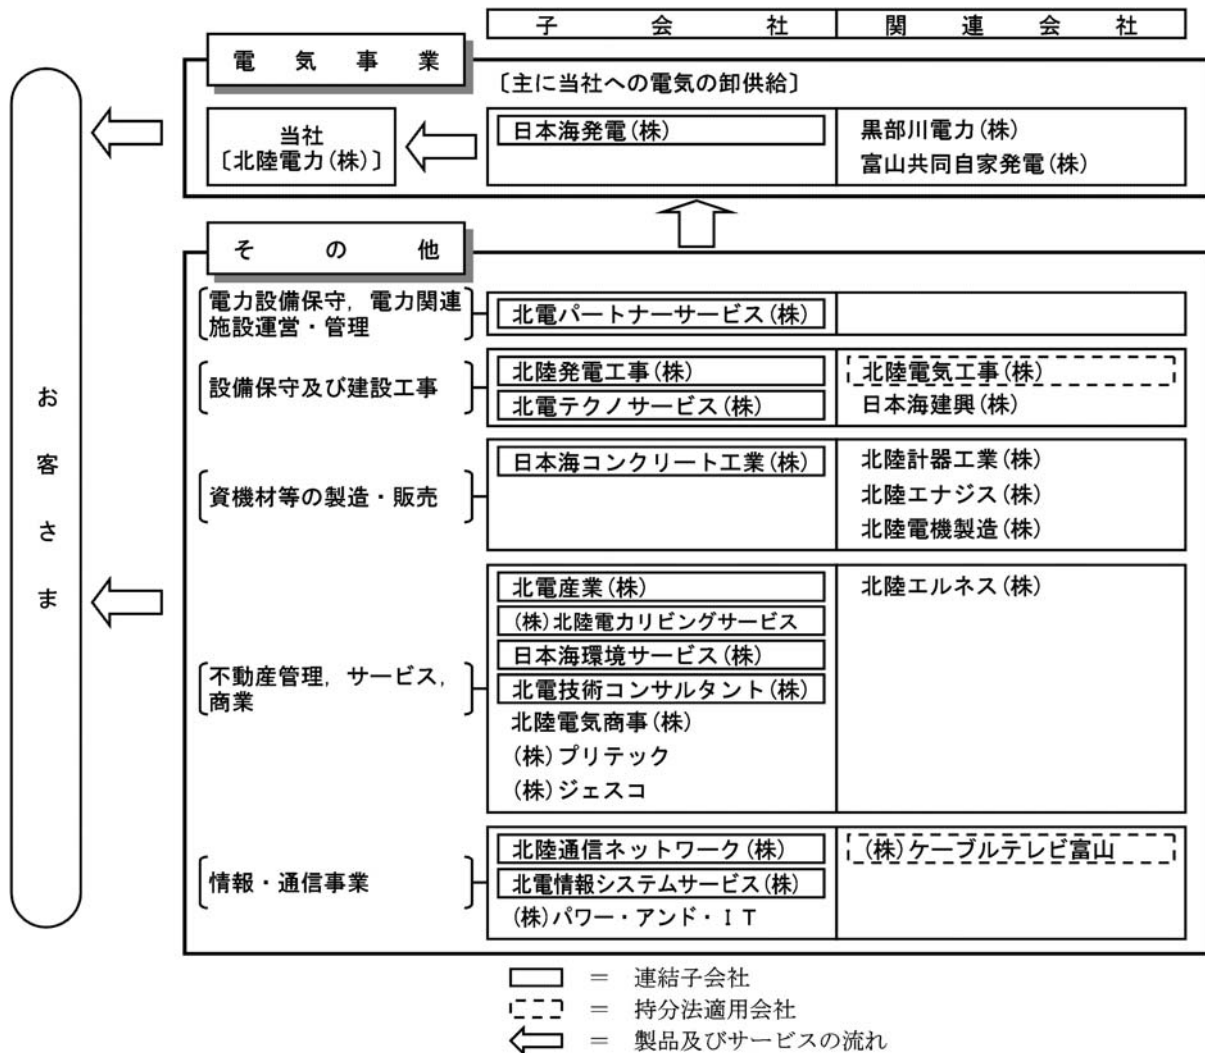 子会社 関連会社
電気事業
〔主に当社への電気の卸供給〕
当社
〔北陸電力(株)〕
日本海発電(株)
黒部川電力(株)
富山共同自家発電(株)
その他
電力設備保守，電力関連
施設運営・管理
北電パートナーサービス(株)
設備保守及び建設工事
北陸発電工事(株)
北電テクノサービス(株)
北陸電気工事(株)
日本海建興(株)
資機材等の製造・販売
日本海コンクリート工業(株)
北陸計器工業(株)
北陸エナジス(株)
北陸電機製造(株)
不動産管理，サービス，
商業
北電産業(株)
(株)北陸電力リビングサービス
日本海環境サービス(株)
北電技術コンサルタント(株)
北陸電気商事(株)
(株)プリテック
(株)ジェスコ
北陸エルネス(株)
情報・通信事業
北陸通信ネットワーク(株)
北電情報システムサービス(株)
(株)パワー・アンド・ＩＴ
(株)ケーブルテレビ富山
お客さま
＝ 連結子会社
＝ 持分法適用会社
＝ 製品及びサービスの流れ